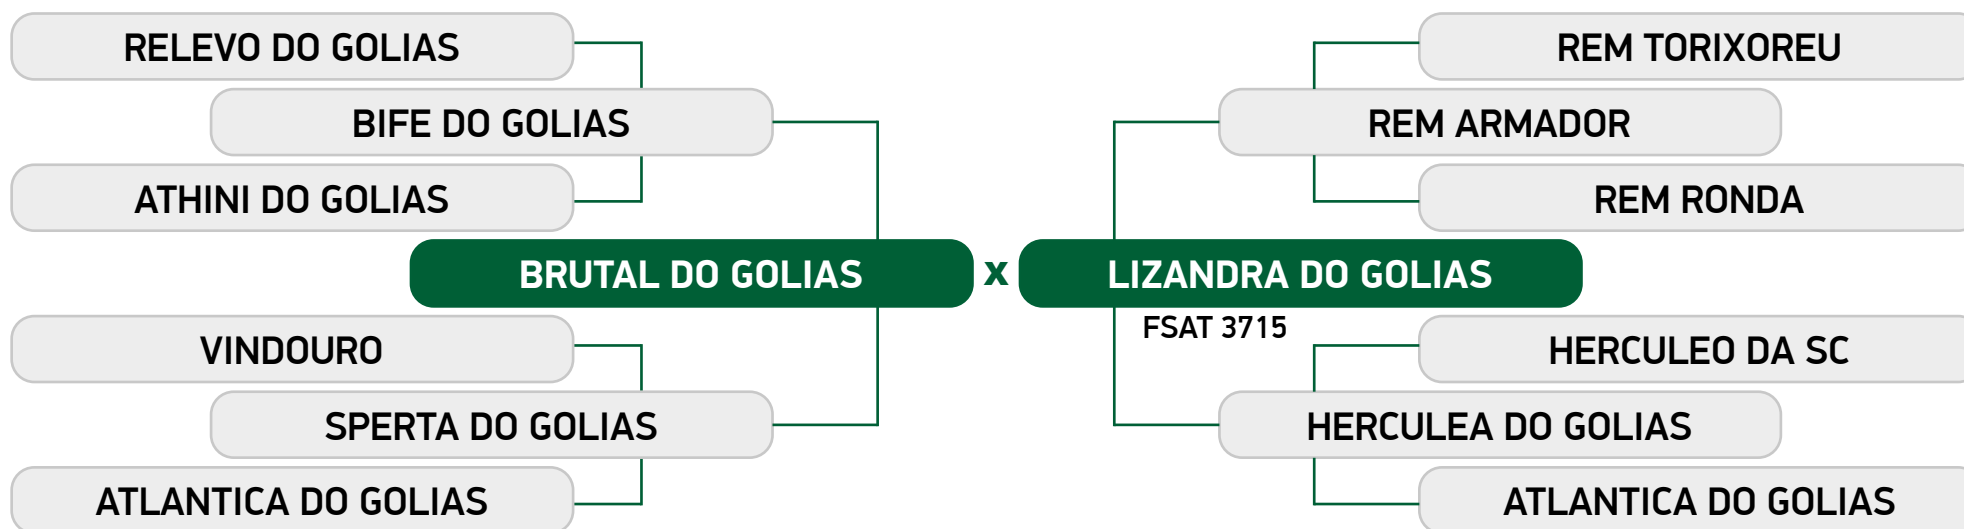 RELEVO DO GOLIAS
REM TORIXOREU
BIFE DO GOLIAS
REM ARMADOR
ATHINI DO GOLIAS
REM RONDA
BRUTAL DO GOLIAS x LIZANDRA DO GOLIAS
FSAT 3715
VINDOURO
HERCULEO DA SC
SPERTA DO GOLIAS
HERCULEA DO GOLIAS
ATLANTICA DO GOLIAS
ATLANTICA DO GOLIAS